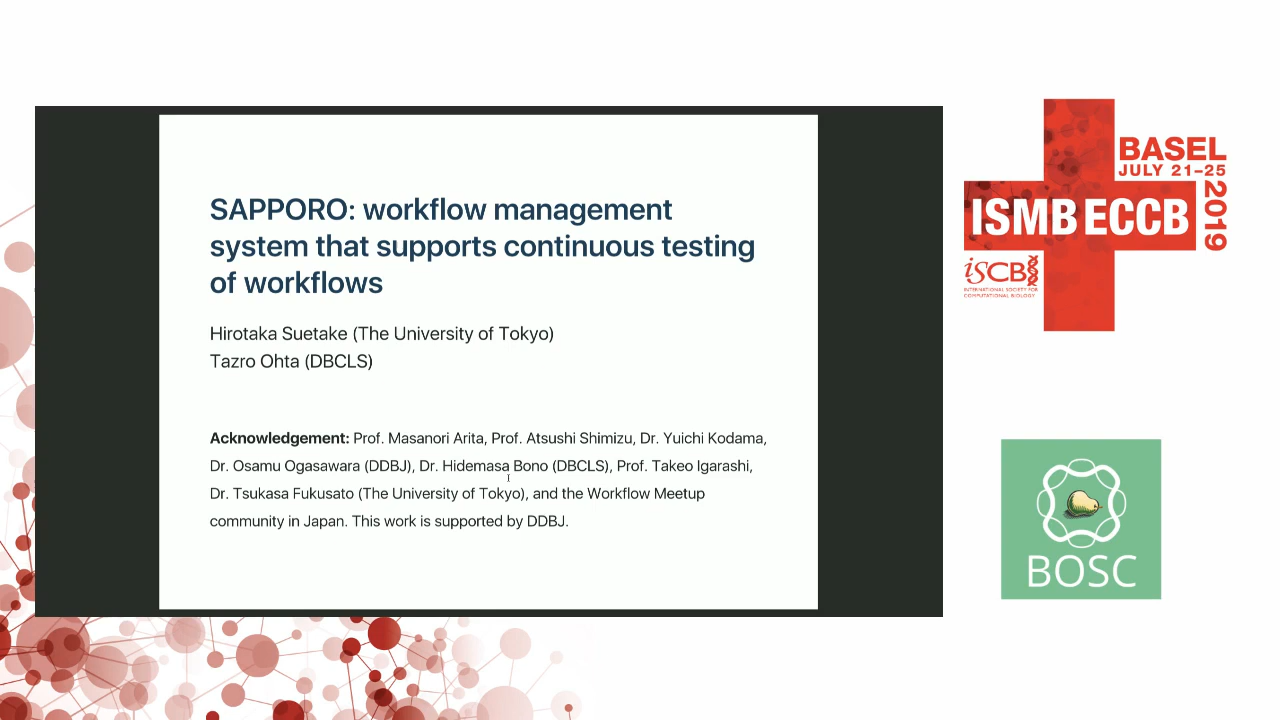 SAPPORO: workflow management
system that supports continuous testing
of workflows
Hirotaka Suetake (The University of Tokyo)
Tazro Ohta (DBCLS)
Acknowledgement: Prof. Masanori Arita, Prof. Atsushi Shimizu, Dr. Yuichi Kodama,
Dr. Osamu Ogasawara (DDBJ), Dr. Hidemasa Bono (DBCLS), Prof. Takeo Igarashi,
Dr. Tsukasa Fukusato (The University of Tokyo), and the Workflow Meetup
community in Japan. This work is supported by DDBJ.
BASEL
JULY 21–25
2019
ISMB ECCB
iSCB
INTERNATIONAL SOCIETY FOR
COMPUTATIONAL BIOLOGY
BOSC